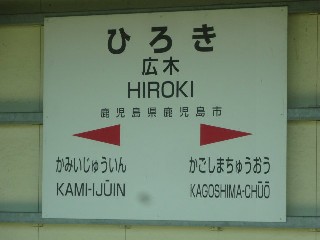 ひろき
広木
HIROKI
鹿児島県鹿児島市
かみいじゅういん かごしまちゅうおう
KAMI-IJŪIN KAGOSHIMA-CHŪŌ